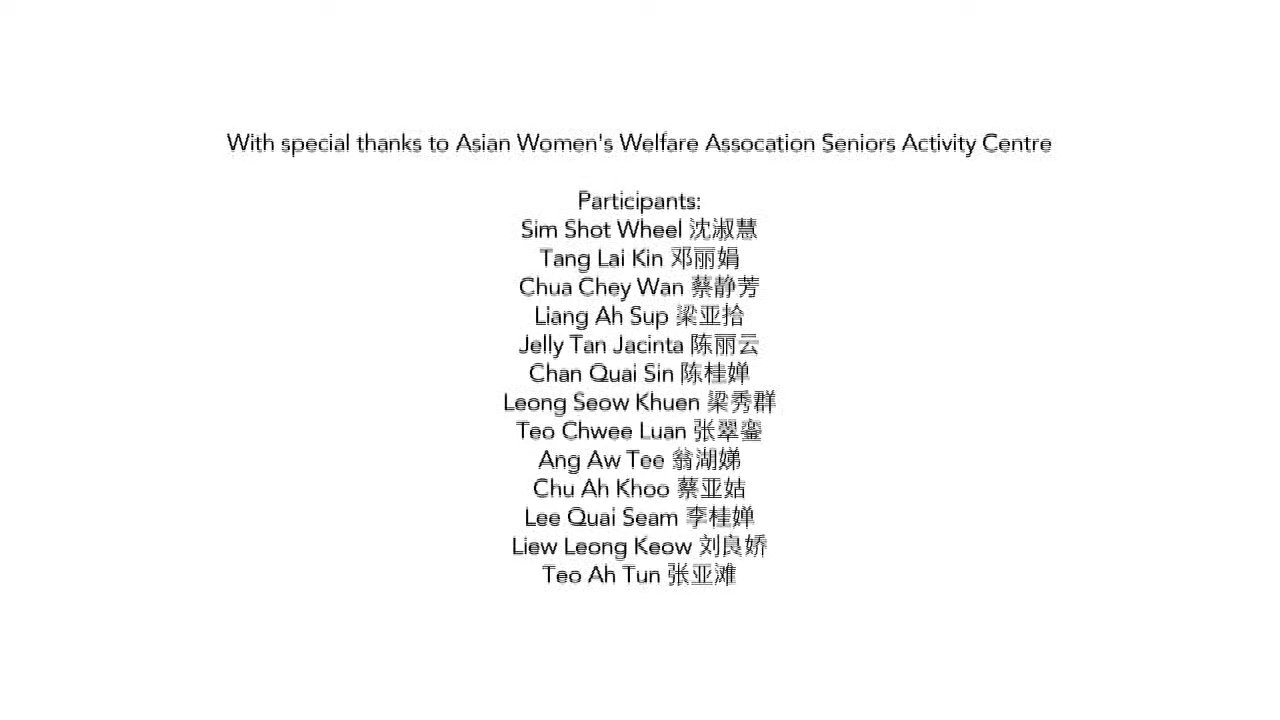 With special thanks to Asian Women's Welfare Assocation Seniors Activity Centre
Participants:
Sim Shot Wheel 沈淑慧
Tang Lai Kin 邓丽娟
Chua Chey Wan 蔡静芳
Liang Ah Sup 梁亚拾
Jelly Tan Jacinta 陈丽云
Chan Quai Sin 陈桂婵
Leong Seow Khuen 梁秀群
Teo Chwee Luan 张翠銮
Ang Aw Tee 翁湖娣
Chu Ah Khoo 蔡亚姑
Lee Quai Seam 李桂婵
Liew Leong Keow 刘良娇
Teo Ah Tun 张亚滩